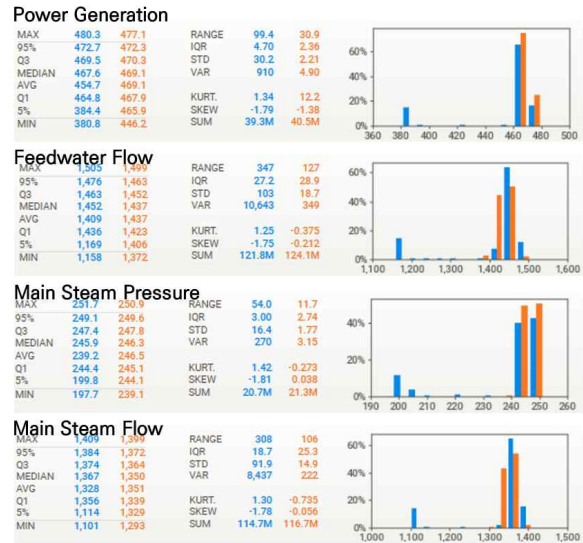 Power Generation
MAX 480.3 477.1 RANGE 99.4 30.9
95% 472.7 472.3 IQR 4.70 2.36
Q3 469.5 470.3 STD 30.2 2.21
MEDIAN 467.6 469.1 VAR 910 4.90
AVG 454.7 469.1
Q1 464.8 467.9 KURT. 1.34 12.2
5% 384.4 465.9 SKEW -1.79 -1.38
MIN 380.8 446.2 SUM 39.3M 40.5M
60%
40%
20%
0%
360 380 400 420 440 460 480 500
Feedwater Flow
MAX 1,505 1,499 RANGE 347 127
95% 1,476 1,463 IQR 27.2 28.9
Q3 1,463 1,452 STD 103 18.7
MEDIAN 1,452 1,437 VAR 10,643 349
AVG 1,409 1,437
Q1 1,436 1,423 KURT. 1.25 -0.375
5% 1,169 1,406 SKEW -1.75 -0.212
MIN 1,158 1,372 SUM 121.8M 124.1M
60%
40%
20%
0%
1,100 1,200 1,300 1,400 1,500 1,600
Main Steam Pressure
MAX 251.7 250.9 RANGE 54.0 11.7
95% 249.1 249.6 IQR 3.00 2.74
Q3 247.4 247.8 STD 16.4 1.77
MEDIAN 245.9 246.3 VAR 270 3.15
AVG 239.2 246.5
Q1 244.4 245.1 KURT. 1.42 -0.273
5% 199.8 244.1 SKEW -1.81 0.038
MIN 197.7 239.1 SUM 20.7M 21.3M
40%
20%
0%
190 200 210 220 230 240 250 260
Main Steam Flow
MAX 1,409 1,399 RANGE 308 106
95% 1,384 1,372 IQR 18.7 25.3
Q3 1,374 1,364 STD 91.9 14.9
MEDIAN 1,367 1,350 VAR 8,437 222
AVG 1,328 1,351
Q1 1,356 1,339 KURT. 1.30 -0.735
5% 1,114 1,329 SKEW -1.78 -0.056
MIN 1,101 1,293 SUM 114.7M 116.7M
60%
40%
20%
0%
1,000 1,100 1,200 1,300 1,400 1,500